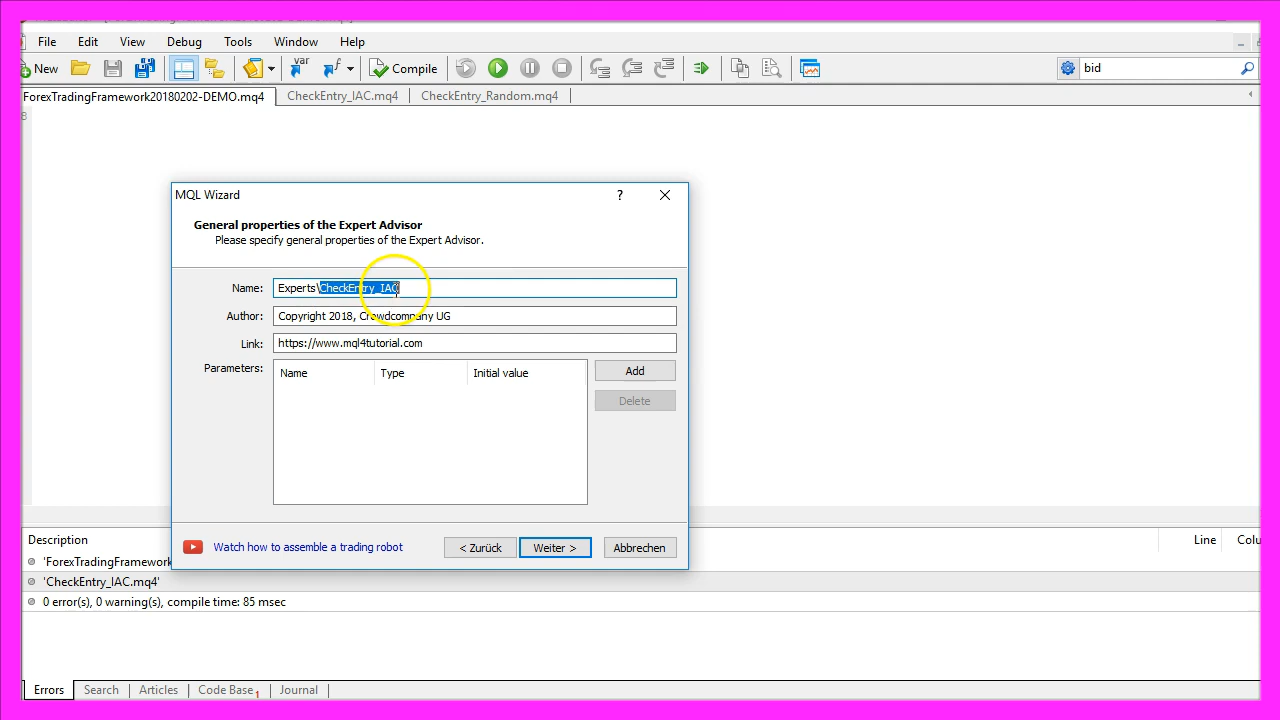 File Edit View Debug Tools Window Help
New Compile bid
ForexTradingFramework20180202-DEMO.mq4 CheckEntry_IAC.mq4 CheckEntry_Random.mq4
8
MQL Wizard ?
General properties of the Expert Advisor
Please specify general properties of the Expert Advisor.
Name: Experts\CheckEntry_IAC
Author: Copyright 2018, Crowdcompany UG
Link: https://www.mql4tutorial.com
Parameters: Name Type Initial value Add
Delete
Watch how to assemble a trading robot < Zurück Weiter > Abbrechen
Description Line Colu
'ForexTradingFramework
'CheckEntry_IAC.mq4'
0 error(s), 0 warning(s), compile time: 85 msec
Errors Search Articles Code Base 1 Journal